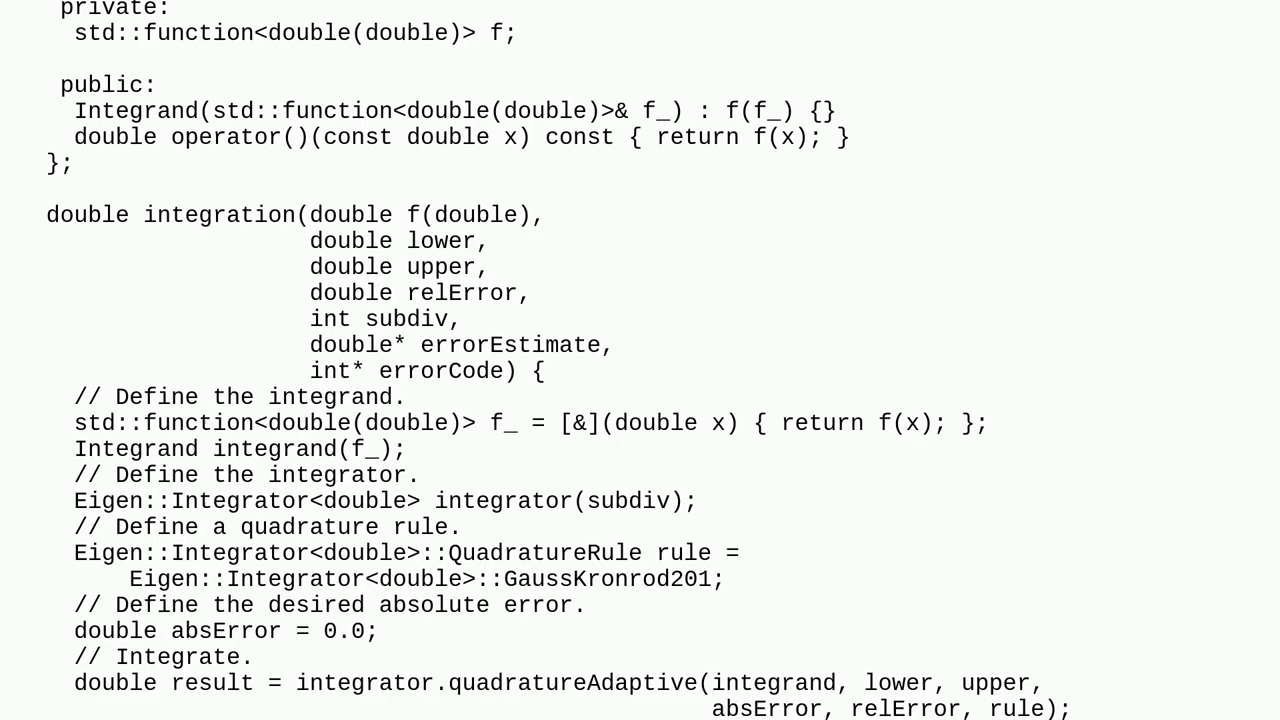 private:
std::function<double(double)> f;
public:
Integrand(std::function<double(double)>& f_) : f(f_) {}
double operator()(const double x) const { return f(x); }
};
double integration(double f(double),
double lower,
double upper,
double relError,
int subdiv,
double* errorEstimate,
int* errorCode) {
// Define the integrand.
std::function<double(double)> f_ = [&](double x) { return f(x); };
Integrand integrand(f_);
// Define the integrator.
Eigen::Integrator<double> integrator(subdiv);
// Define a quadrature rule.
Eigen::Integrator<double>::QuadratureRule rule =
Eigen::Integrator<double>::GaussKronrod201;
// Define the desired absolute error.
double absError = 0.0;
// Integrate.
double result = integrator.quadratureAdaptive(integrand, lower, upper,
absError, relError, rule);